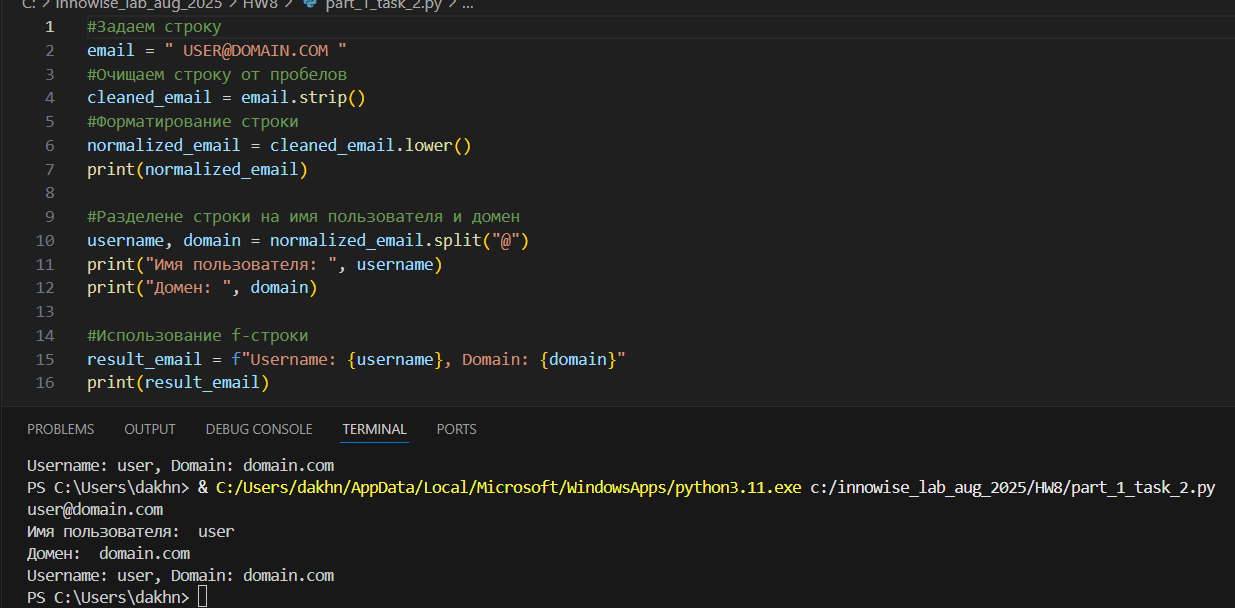 C: > innowise_lab_aug_2025 > HW8 > part_1_task_2.py > ...
1 #Задаем строку
2 email = " USER@DOMAIN.COM "
3 #Очищаем строку от пробелов
4 cleaned_email = email.strip()
5 #Форматирование строки
6 normalized_email = cleaned_email.lower()
7 print(normalized_email)
8
9 #Разделене строки на имя пользователя и домен
10 username, domain = normalized_email.split("@")
11 print("Имя пользователя: ", username)
12 print("Домен: ", domain)
13
14 #Использование f-строки
15 result_email = f"Username: {username}, Domain: {domain}"
16 print(result_email)
PROBLEMS OUTPUT DEBUG CONSOLE TERMINAL PORTS
Username: user, Domain: domain.com
PS C:\Users\dakhn> & C:/Users/dakhn/AppData/Local/Microsoft/WindowsApps/python3.11.exe c:/innowise_lab_aug_2025/HW8/part_1_task_2.py
user@domain.com
Имя пользователя:  user
Домен:  domain.com
Username: user, Domain: domain.com
PS C:\Users\dakhn>